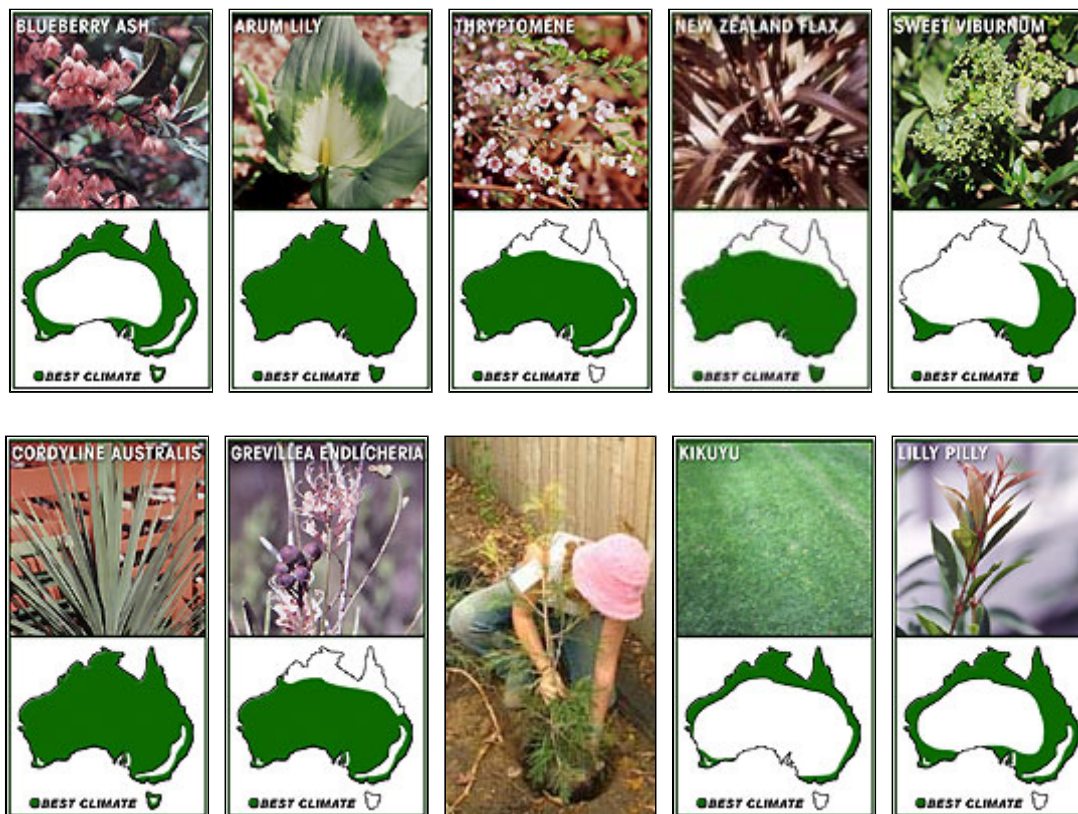 BLUEBERRY ASH
ARUM LILY
THRYPTOMENE
NEW ZEALAND FLAX
SWEET VIBURNUM
BEST CLIMATE
BEST CLIMATE
BEST CLIMATE
BEST CLIMATE
BEST CLIMATE
CORDYLINE AUSTRALIS
GREVILLEA ENDLICHERIA
KIKUYU
LILLY PILLY
BEST CLIMATE
BEST CLIMATE
BEST CLIMATE
BEST CLIMATE